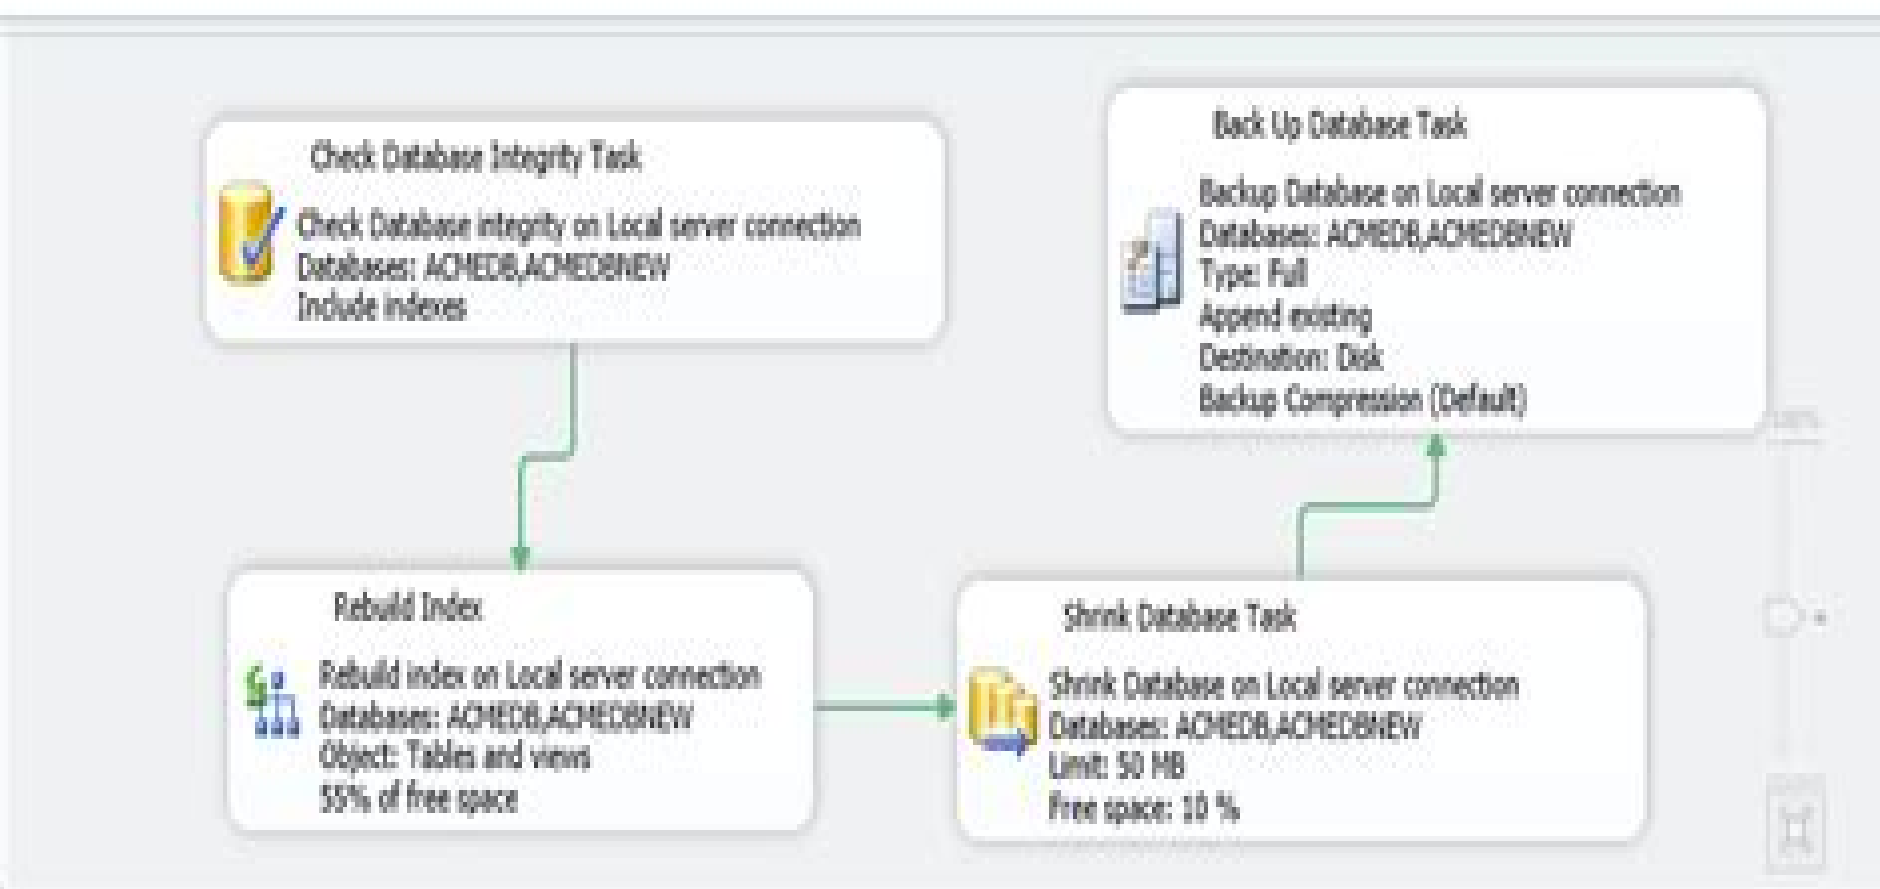 Check Database Integrity Task
Check Database integrity on Local server connection
Databases: ACMEDB,ACMEDBNEW
Include indexes
Back Up Database Task
Backup Database on Local server connection
Databases: ACMEDB,ACMEDBNEW
Type: Full
Append existing
Destination: Disk
Backup Compression (Default)
Rebuild Index
Rebuild index on Local server connection
Databases: ACMEDB,ACMEDBNEW
Object: Tables and views
55% of free space
Shrink Database Task
Shrink Database on Local server connection
Databases: ACMEDB,ACMEDBNEW
Limit: 50 MB
Free space: 10 %